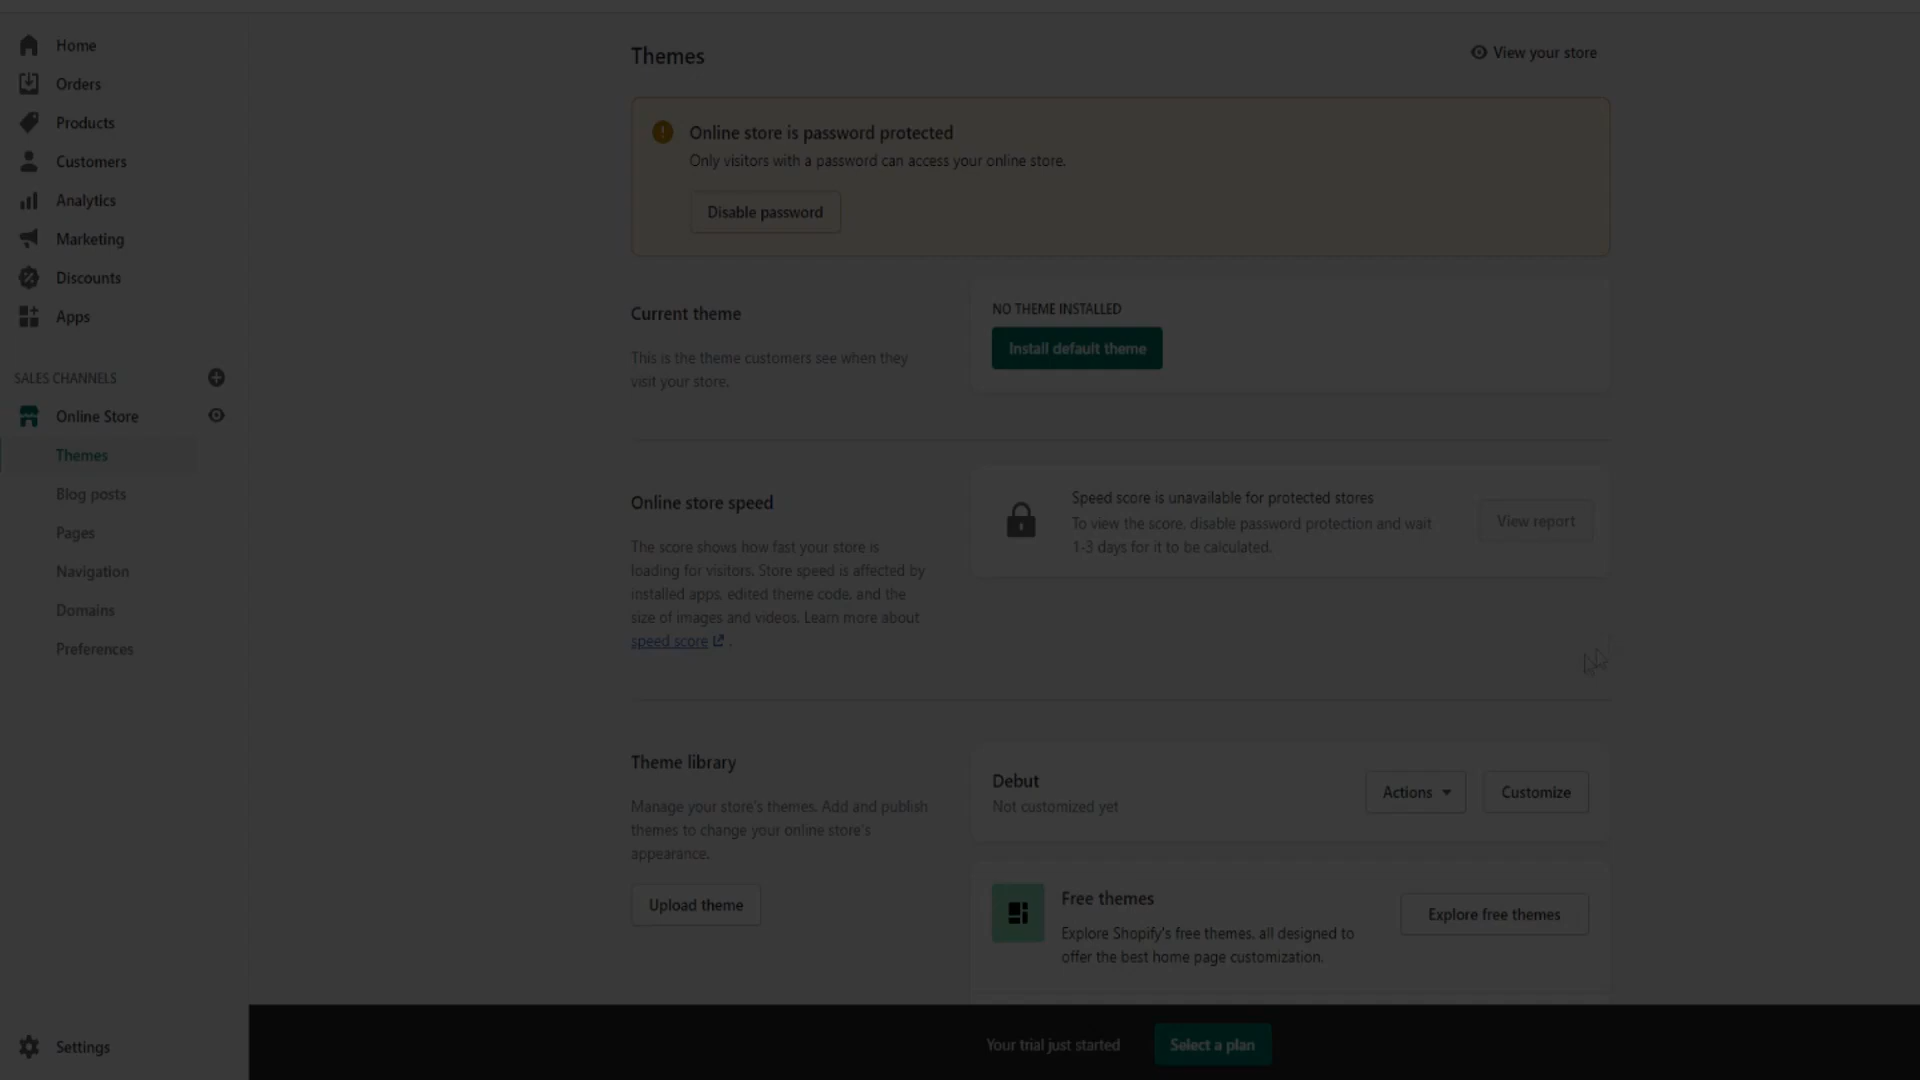 Home
Orders
Products
Customers
Analytics
Marketing
Discounts
Apps
SALES CHANNELS
Online Store
Themes
Blog posts
Pages
Navigation
Domains
Preferences
Settings
Themes
View your store
Online store is password protected
Only visitors with a password can access your online store.
Disable password
Current theme
This is the theme customers see when they
visit your store.
NO THEME INSTALLED
Install default theme
Online store speed
The score shows how fast your store is
loading for visitors. Store speed is affected by
installed apps, edited theme code, and the
size of images and videos. Learn more about
speed score .
Speed score is unavailable for protected stores
To view the score, disable password protection and wait
1-3 days for it to be calculated.
View report
Theme library
Manage your store's themes. Add and publish
themes to change your online store's
appearance.
Upload theme
Debut
Not customized yet
Actions
Customize
Free themes
Explore Shopify's free themes, all designed to
offer the best home page customization.
Explore free themes
Your trial just started
Select a plan